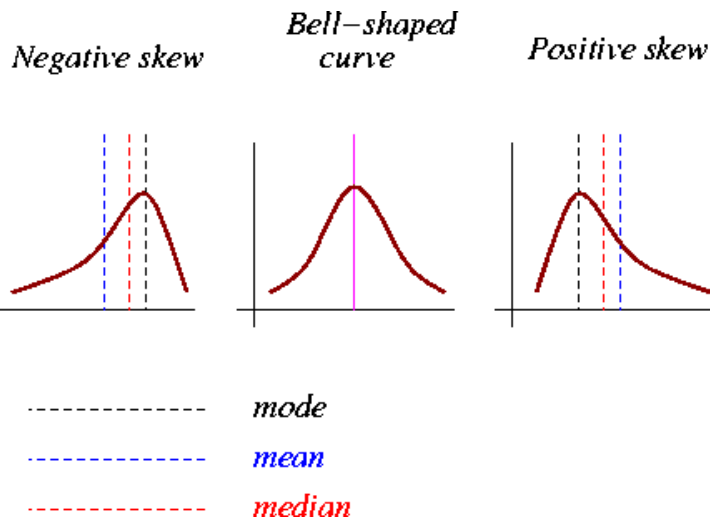 Negative skew
Bell-shaped
curve
Positive skew
mode
mean
median